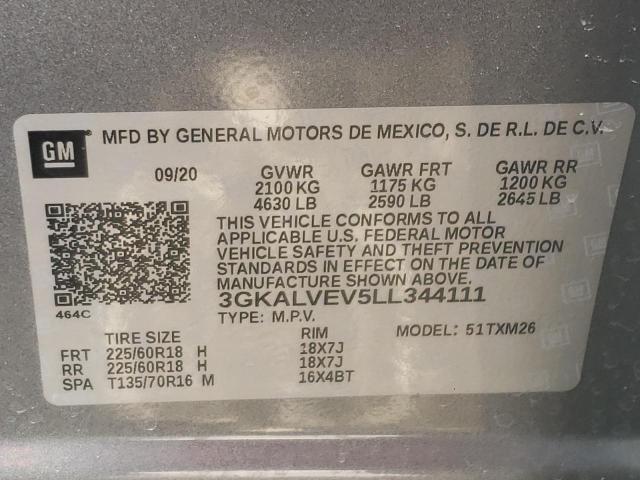 GM MFD BY GENERAL MOTORS DE MEXICO, S. DE R.L. DE C.V.
09/20 GVWR GAWR FRT GAWR RR
2100 KG 1175 KG 1200 KG
4630 LB 2590 LB 2645 LB
THIS VEHICLE CONFORMS TO ALL
APPLICABLE U.S. FEDERAL MOTOR
VEHICLE SAFETY AND THEFT PREVENTION
STANDARDS IN EFFECT ON THE DATE OF
MANUFACTURE SHOWN ABOVE.
464C 3GKALVEV5LL344111
TYPE: M.P.V. MODEL: 51TXM26
TIRE SIZE RIM
FRT 225/60R18 H 18X7J
RR 225/60R18 H 18X7J
SPA T135/70R16 M 16X4BT